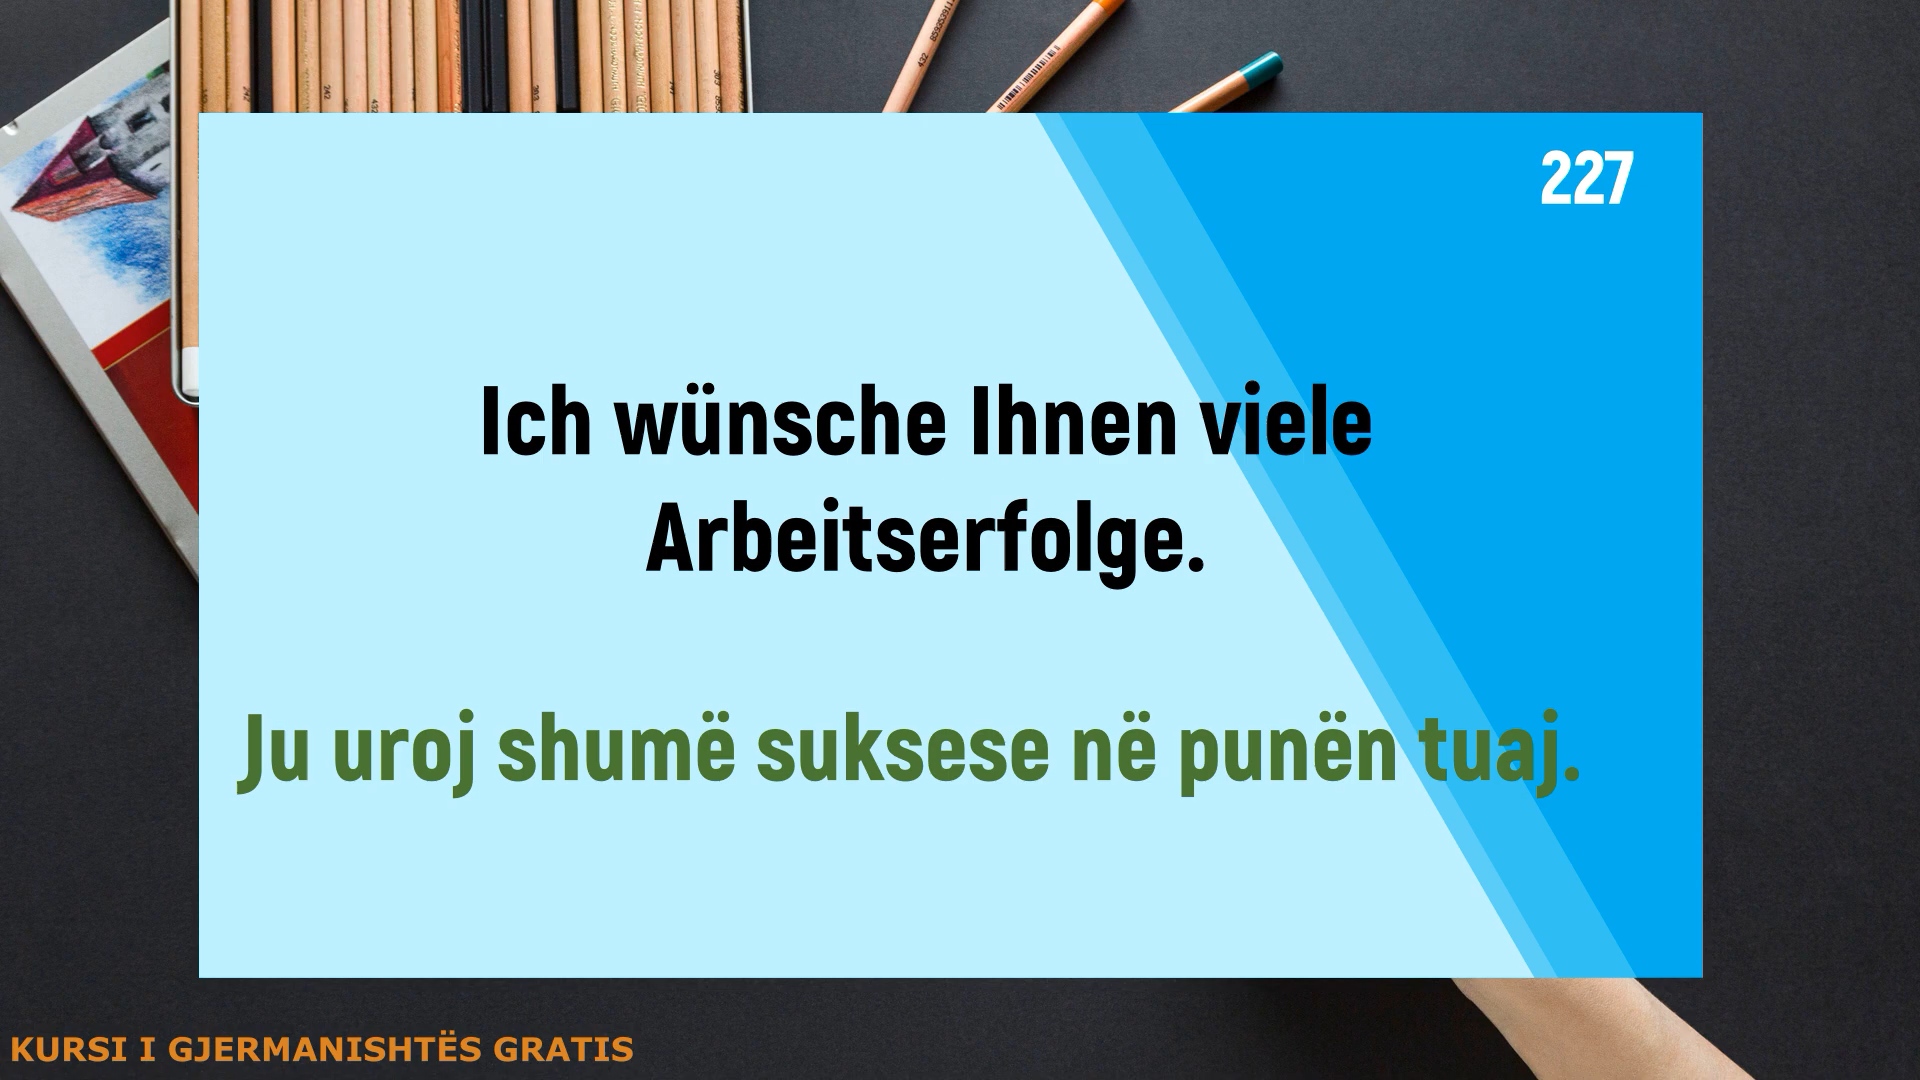 227
Ich wünsche Ihnen viele
Arbeitserfolge.
Ju uroj shumë suksese në punën tuaj.
KURSI I GJERMANISHTËS GRATIS